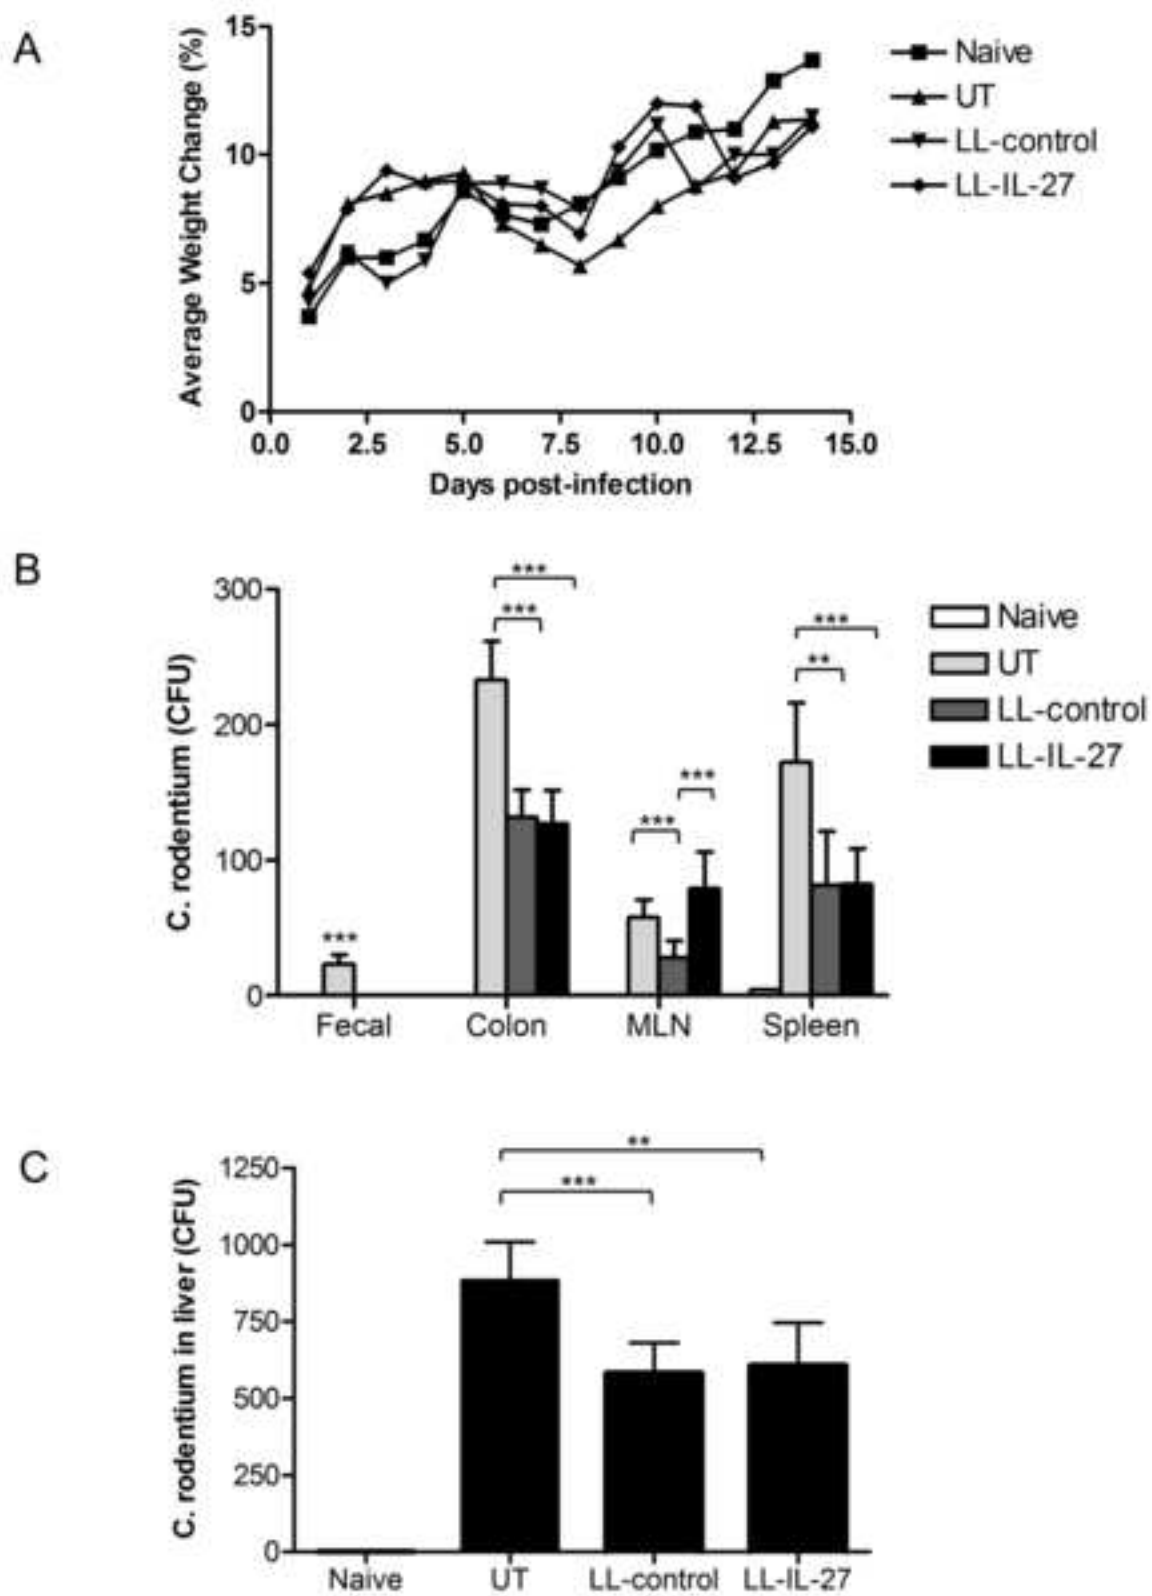 A
Average Weight Change (%)
15
10
5
0
0.0 2.5 5.0 7.5 10.0 12.5 15.0
Days post-infection
Naive
UT
LL-control
LL-IL-27
B
C. rodentium (CFU)
300
200
100
0
***
***
***
***
***
***
**
Fecal Colon MLN Spleen
Naive
UT
LL-control
LL-IL-27
C
C. rodentium in liver (CFU)
1250
1000
750
500
250
0
**
***
Naive UT LL-control LL-IL-27